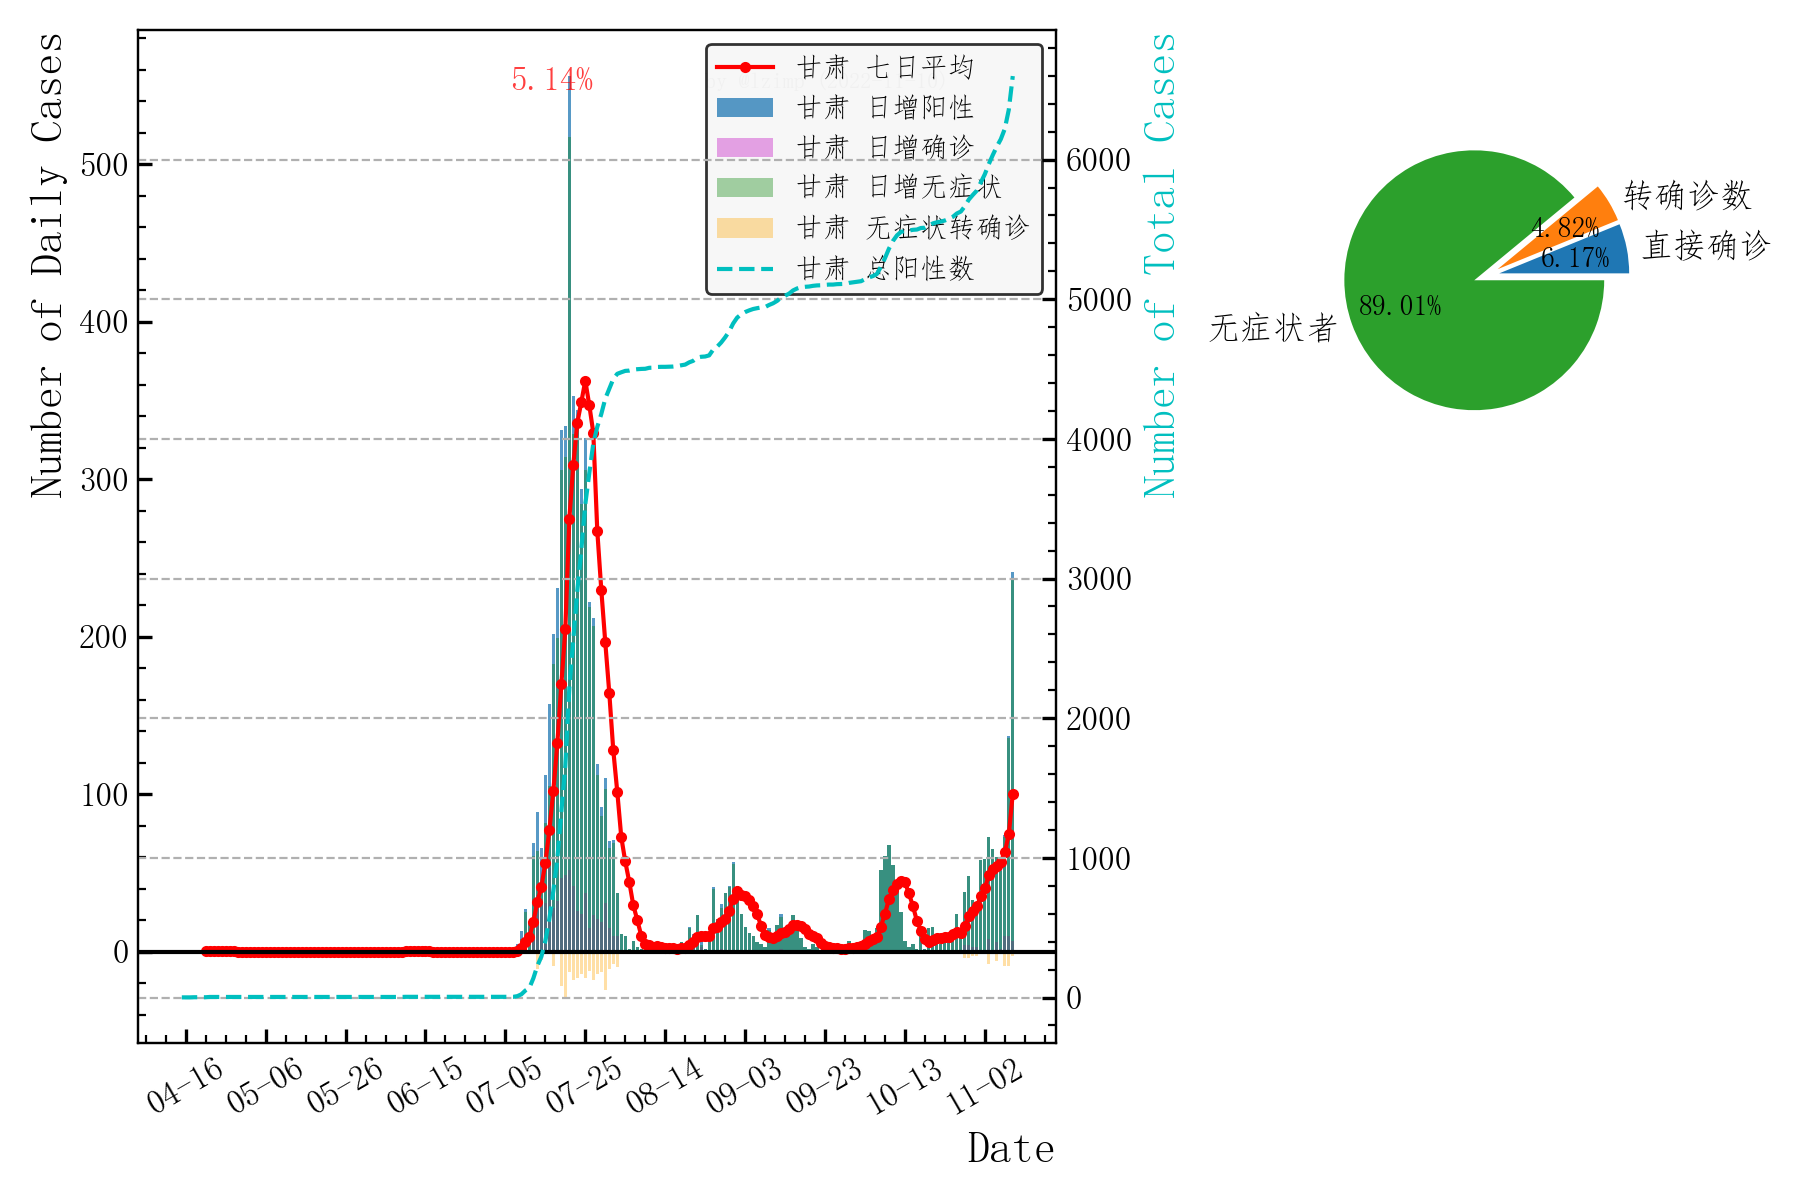 Number of Daily Cases
500
400
300
200
100
0
5.14%
甘肃 七日平均
甘肃 日增阳性
甘肃 日增确诊
甘肃 日增无症状
甘肃 无症状转确诊
甘肃 总阳性数
6000
5000
4000
3000
2000
1000
0
Number of Total Cases
04-16
05-06
05-26
06-15
07-05
07-25
08-14
09-03
09-23
10-13
11-02
Date
转确诊数
4.82%
直接确诊
6.17%
89.01%
无症状者